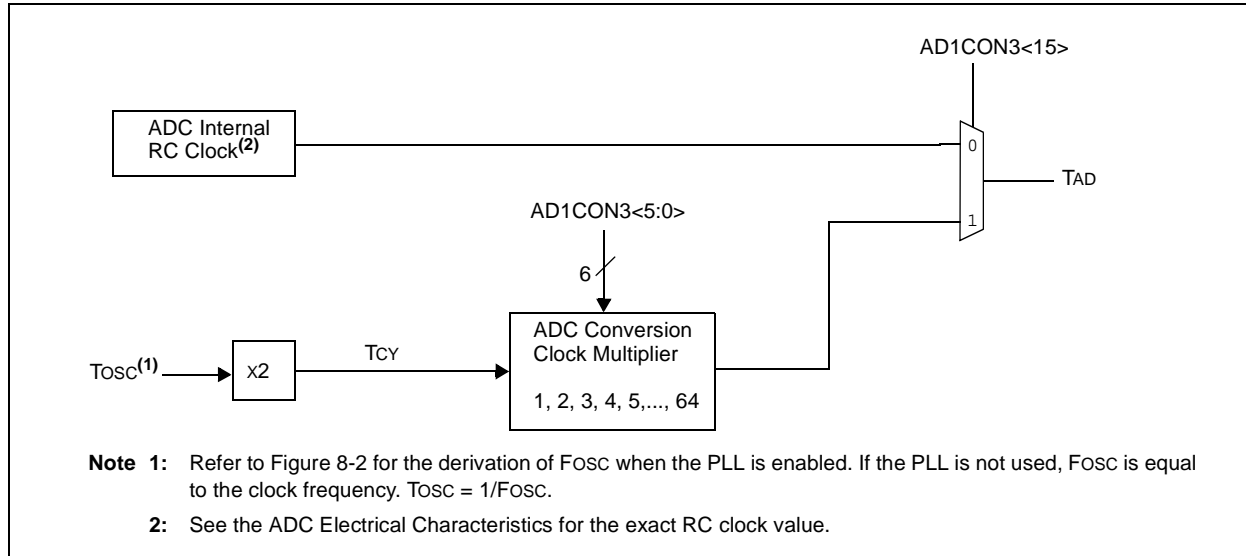 AD1CON3<15>
ADC Internal
RC Clock(2)
0
TAD
AD1CON3<5:0>
1
6
ADC Conversion
Clock Multiplier
TOSC(1)
X2
TCY
1, 2, 3, 4, 5,..., 64
Note 1: Refer to Figure 8-2 for the derivation of FOSC when the PLL is enabled. If the PLL is not used, FOSC is equal
to the clock frequency. TOSC = 1/FOSC.
2: See the ADC Electrical Characteristics for the exact RC clock value.